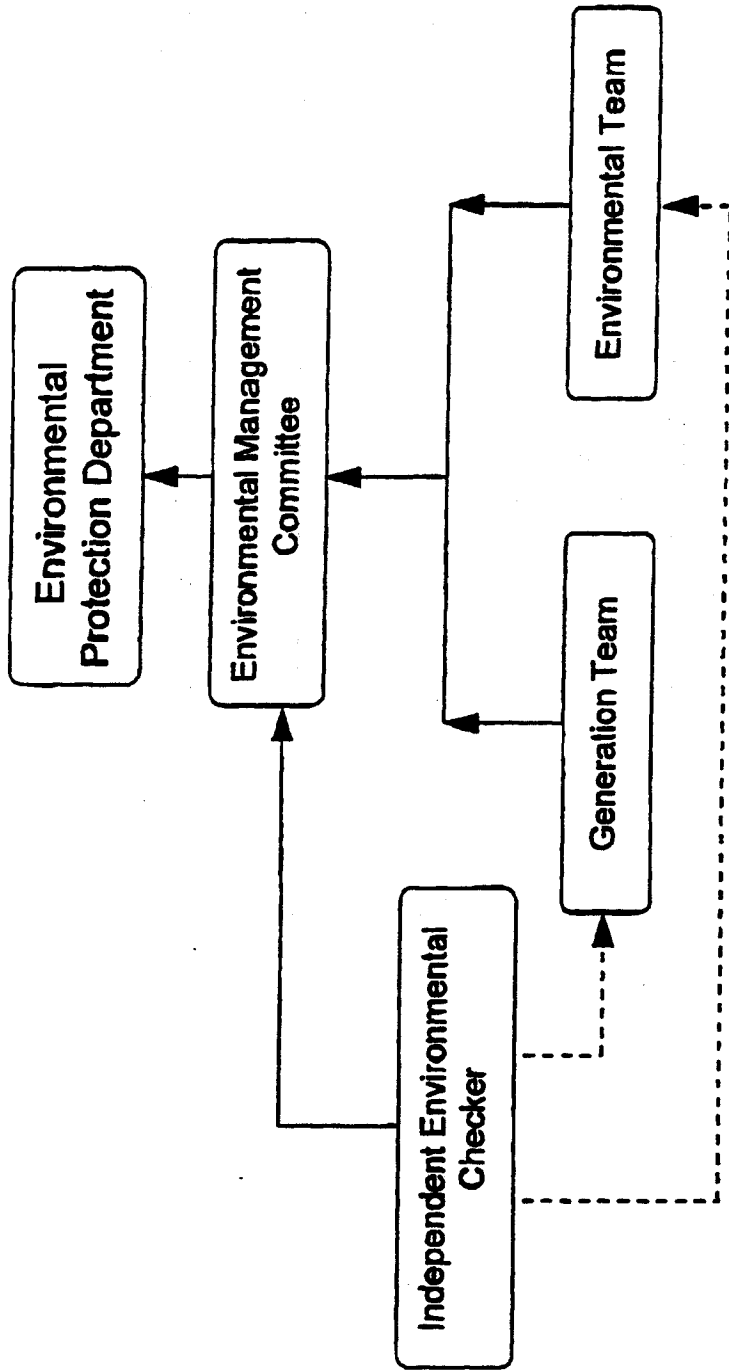 Environmental
Protection Department
Environmental Management
Committee
Independent Environmental
Checker
Generation Team
Environmental Team